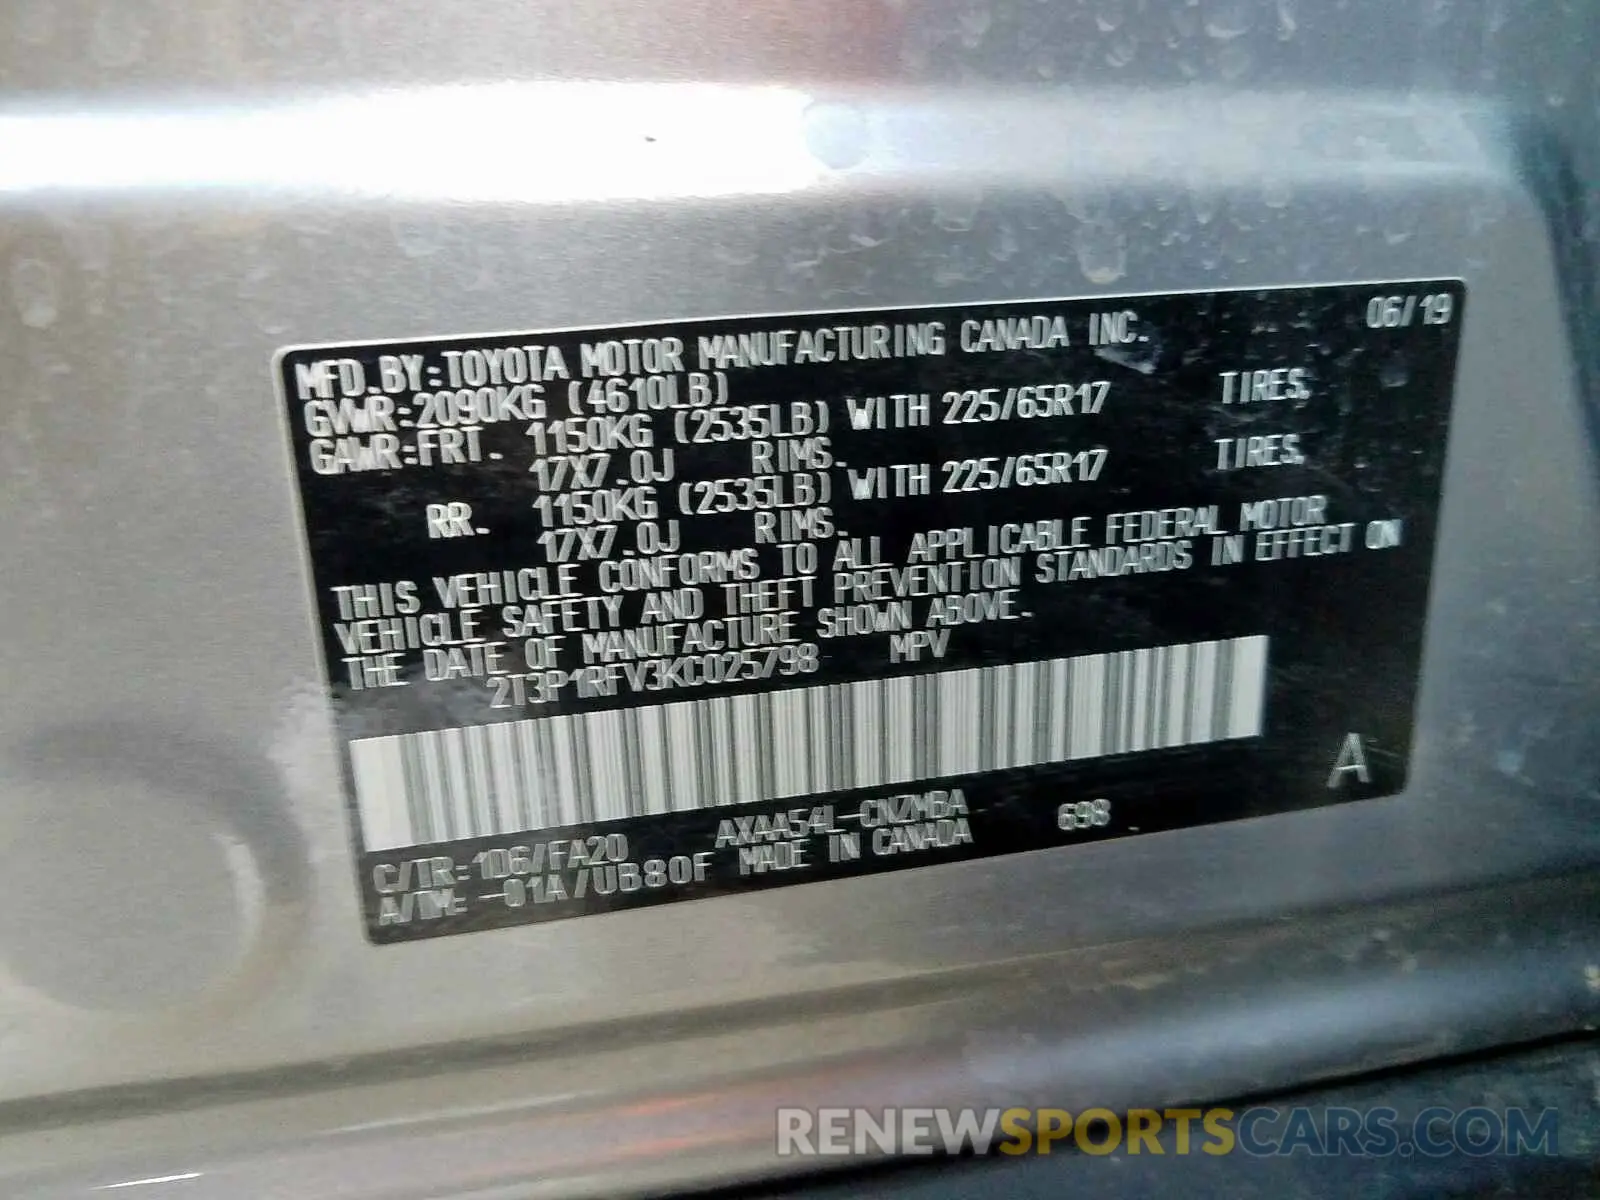 MFD.BY:TOYOTA MOTOR MANUFACTURING CANADA INC. 06/19
GVWR:2090KG (4610LB)
GAWR:FRT. 1150KG (2535LB) WITH 225/65R17 TIRES.
17X7.0J RIMS.
RR. 1150KG (2535LB) WITH 225/65R17 TIRES.
17X7.0J RIMS.
THIS VEHICLE CONFORMS TO ALL APPLICABLE FEDERAL MOTOR
VEHICLE SAFETY AND THEFT PREVENTION STANDARDS IN EFFECT ON
THE DATE OF MANUFACTURE SHOWN ABOVE.
2T3P1RFV3KC025798 MPV
A
C/TR:1D6/FA20 AXAA54L-CNZMBA 698
A/TM: -01A/UB80F MADE IN CANADA
RENEWSPORTSCARS.COM